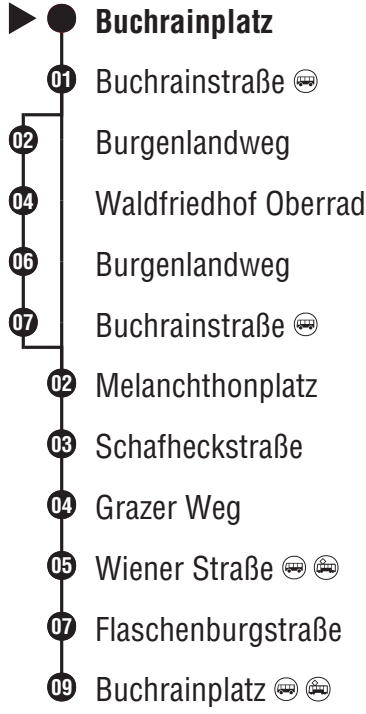 Buchrainplatz
01 Buchrainstraße
02 Burgenlandweg
04 Waldfriedhof Oberrad
06 Burgenlandweg
07 Buchrainstraße
02 Melanchthonplatz
03 Schafheckstraße
04 Grazer Weg
05 Wiener Straße
07 Flaschenburgstraße
09 Buchrainplatz